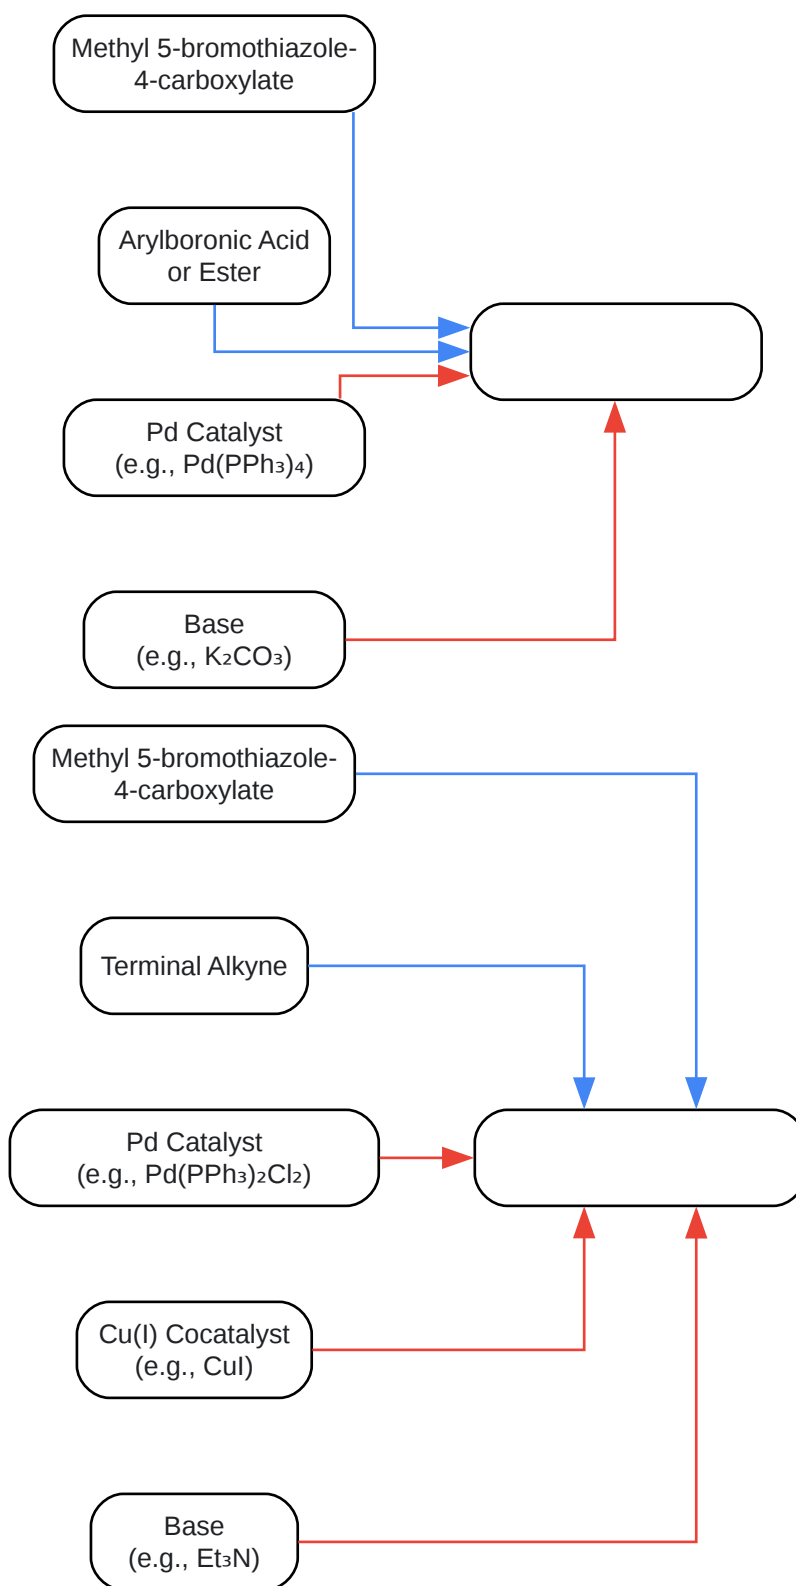 Methyl 5-bromothiazole-
4-carboxylate
Arylboronic Acid
or Ester
Pd Catalyst
(e.g., Pd(PPh₃)₄)
Base
(e.g., K₂CO₃)
Methyl 5-bromothiazole-
4-carboxylate
Terminal Alkyne
Pd Catalyst
(e.g., Pd(PPh₃)₂Cl₂)
Cu(I) Cocatalyst
(e.g., CuI)
Base
(e.g., Et₃N)